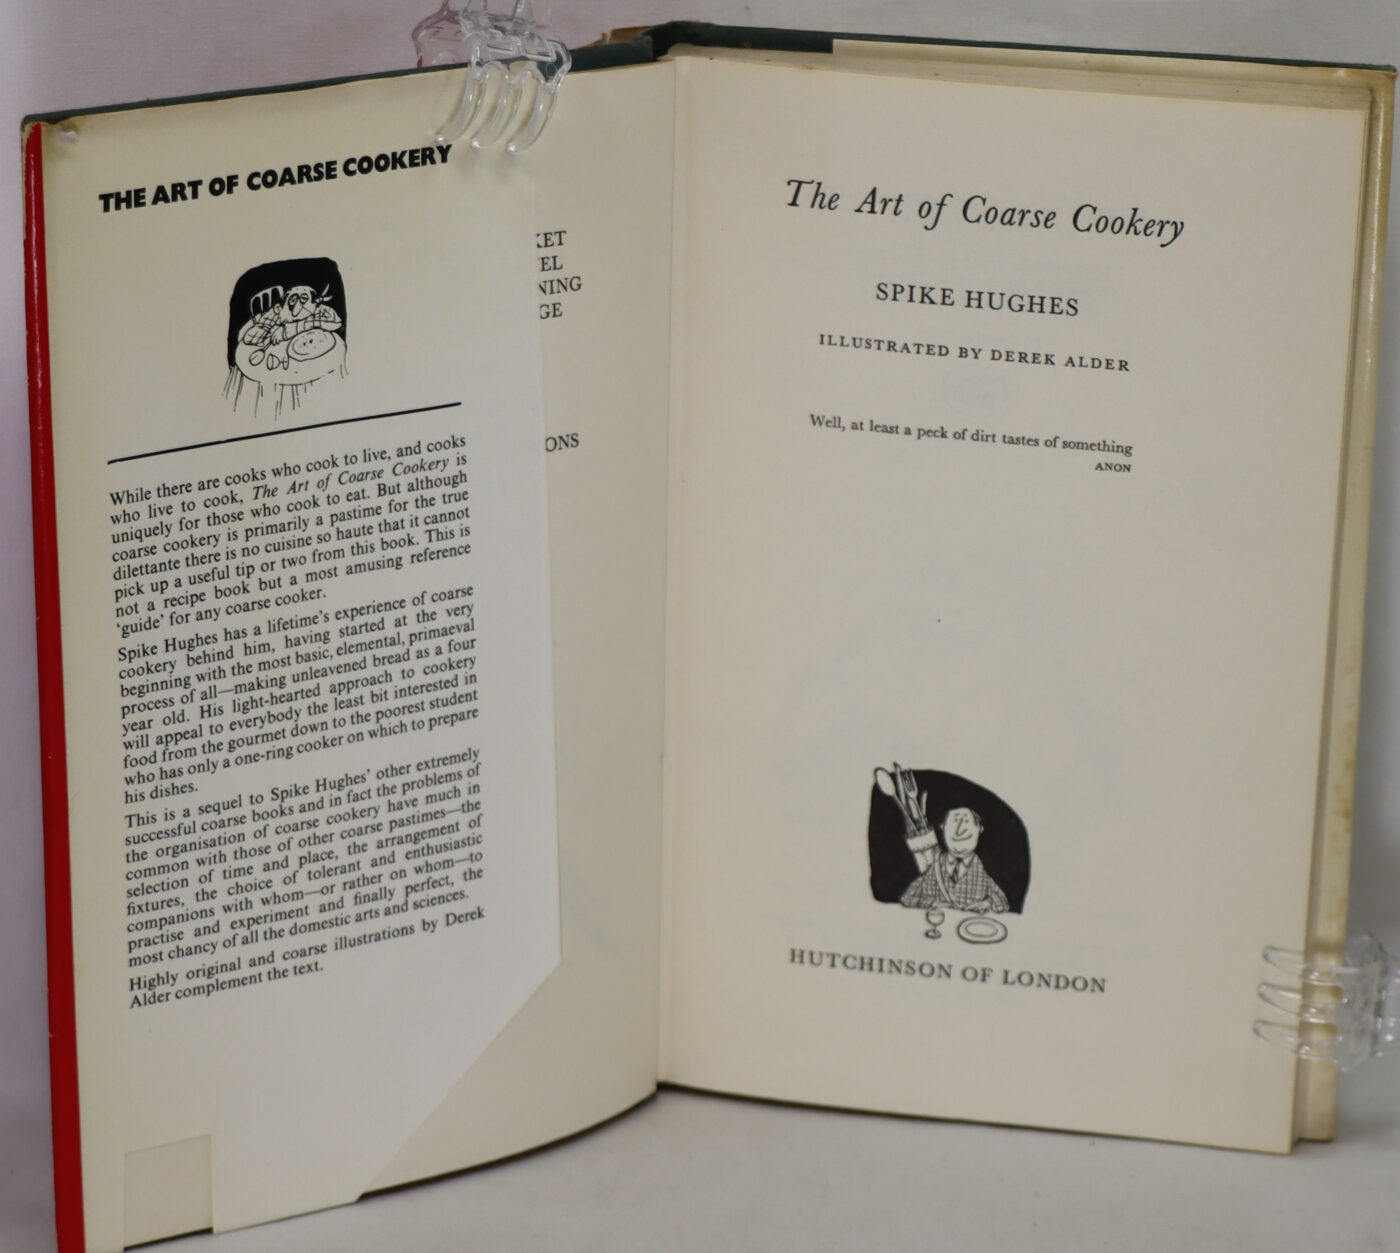 THE ART OF COARSE COOKERY
While there are cooks who cook to live, and cooks
who live to cook, The Art of Coarse Cookery is
uniquely for those who cook to eat. But although
coarse cookery is primarily a pastime for the true
dilettante there is no cuisine so haute that it cannot
pick up a useful tip or two from this book. This is
not a recipe book but a most amusing reference
‘guide’ for any coarse cooker.
Spike Hughes has a lifetime’s experience of coarse
cookery behind him, having started at the very
beginning with the most basic, elemental, primaeval
process of all—making unleavened bread as a four
year old. His light-hearted approach to cookery
will appeal to everybody the least bit interested in
food from the gourmet down to the poorest student
who has only a one-ring cooker on which to prepare
his dishes.
This is a sequel to Spike Hughes’ other extremely
successful coarse books and in fact the problems of
the organisation of coarse cookery have much in
common with those of other coarse pastimes—the
selection of time and place, the arrangement of
fixtures, the choice of tolerant and enthusiastic
companions with whom—or rather on whom—to
practise and experiment and finally perfect, the
most chancy of all the domestic arts and sciences.
Highly original and coarse illustrations by Derek
Alder complement the text.
KET
EL
NING
GE
ONS
The Art of Coarse Cookery
SPIKE HUGHES
ILLUSTRATED BY DEREK ALDER
Well, at least a peck of dirt tastes of something
ANON
HUTCHINSON OF LONDON